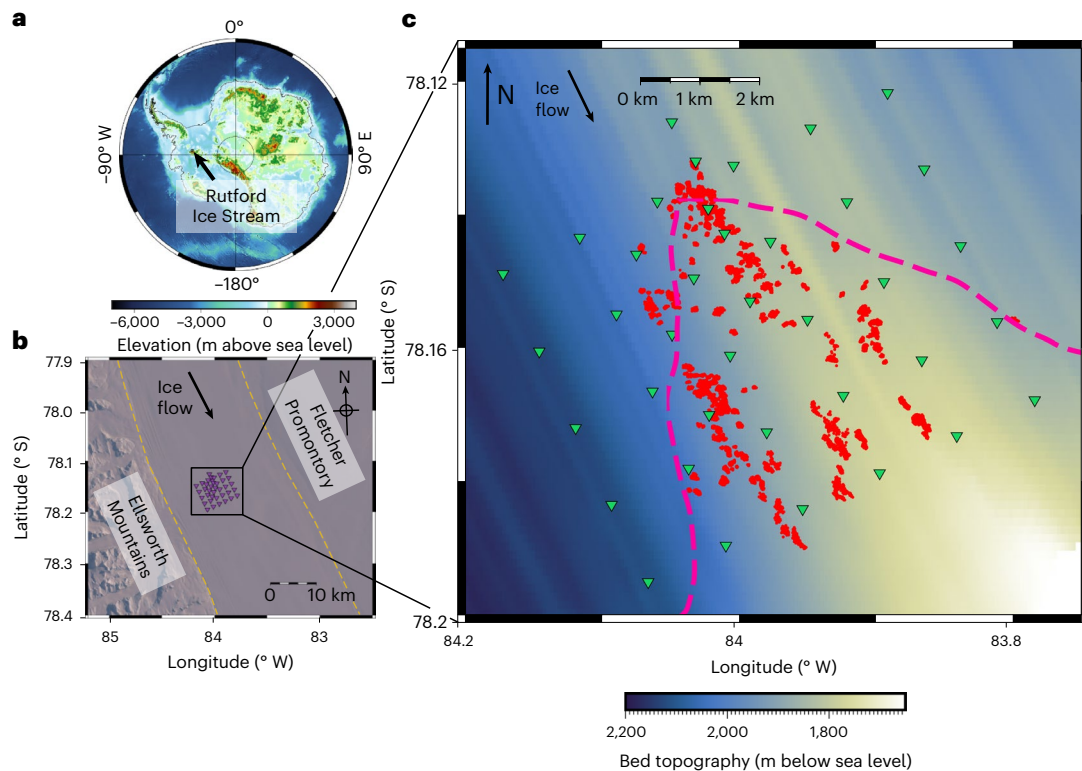 a
0°
−90° W
90° E
Rutford
Ice Stream
−180°
−6,000
−3,000
0
3,000
Elevation (m above sea level)
b
77.9
78.0
78.1
78.2
78.3
78.4
Latitude (° S)
Ice
flow
N
Fletcher
Promontory
Ellsworth
Mountains
0
10 km
85
84
83
Longitude (° W)
c
78.12
78.16
78.2
Latitude (° S)
N
Ice
flow
0 km
1 km
2 km
84.2
84
83.8
Longitude (° W)
2,200
2,000
1,800
Bed topography (m below sea level)